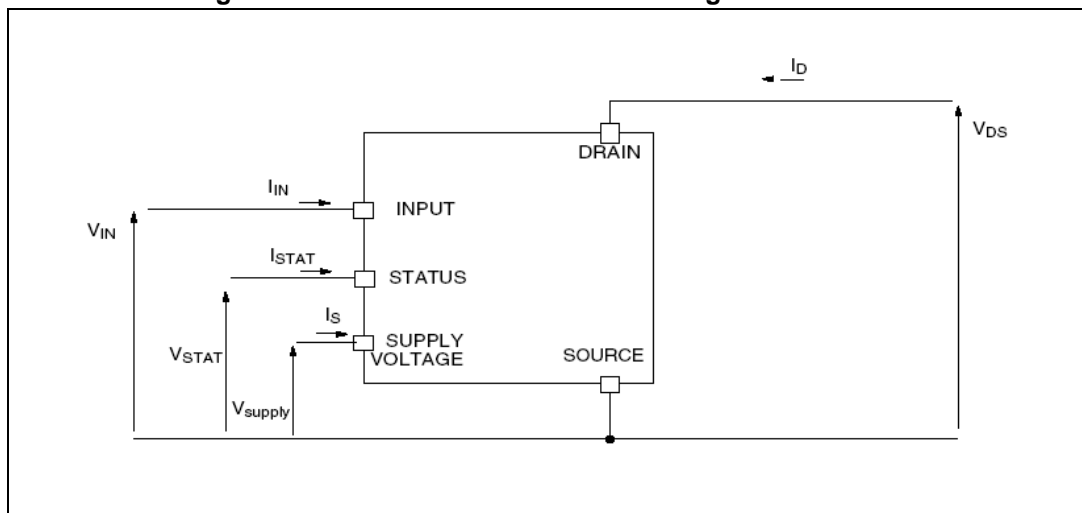 I_D
DRAIN
V_DS
I_IN
INPUT
V_IN
I_STAT
STATUS
I_S
SUPPLY
VOLTAGE
SOURCE
V_STAT
V_supply